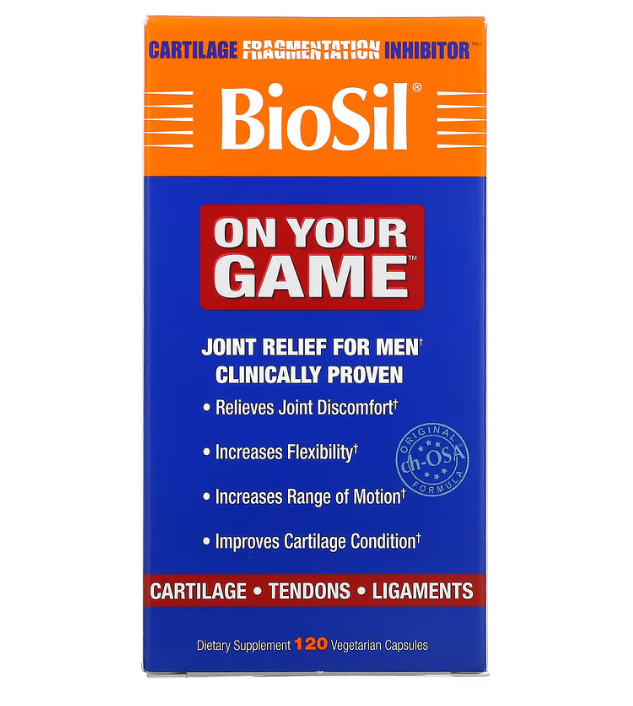 CARTILAGE FRAGMENTATION INHIBITOR™
BioSil®
ON YOUR
GAME™
JOINT RELIEF FOR MEN†
CLINICALLY PROVEN
• Relieves Joint Discomfort†
• Increases Flexibility†
• Increases Range of Motion†
• Improves Cartilage Condition†
ORIGINAL
ch-OSA
FORMULA
CARTILAGE • TENDONS • LIGAMENTS
Dietary Supplement 120 Vegetarian Capsules